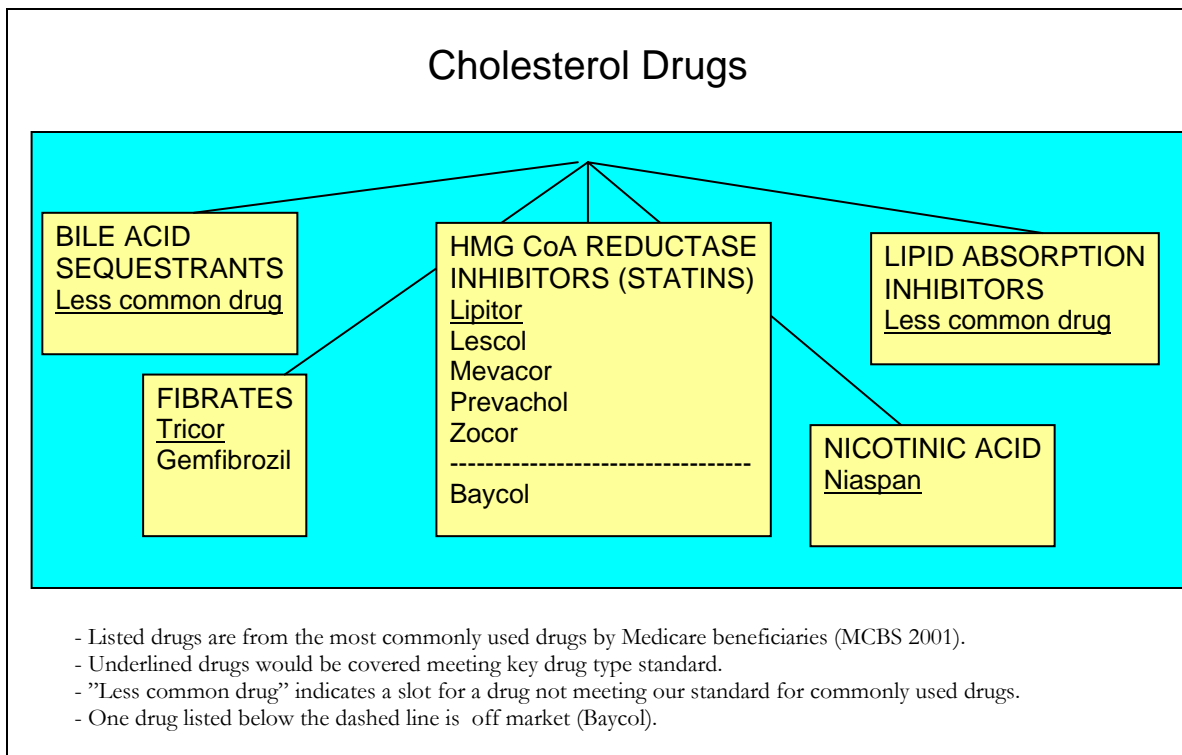 Cholesterol Drugs
BILE ACID
SEQUESTRANTS
Less common drug
FIBRATES
Tricor
Gemfibrozil
HMG CoA REDUCTASE
INHIBITORS (STATINS)
Lipitor
Lescol
Mevacor
Prevachol
Zocor
----------------------------------
Baycol
LIPID ABSORPTION
INHIBITORS
Less common drug
NICOTINIC ACID
Niaspan
- Listed drugs are from the most commonly used drugs by Medicare beneficiaries (MCBS 2001).
- Underlined drugs would be covered meeting key drug type standard.
- ”Less common drug” indicates a slot for a drug not meeting our standard for commonly used drugs.
- One drug listed below the dashed line is  off market (Baycol).